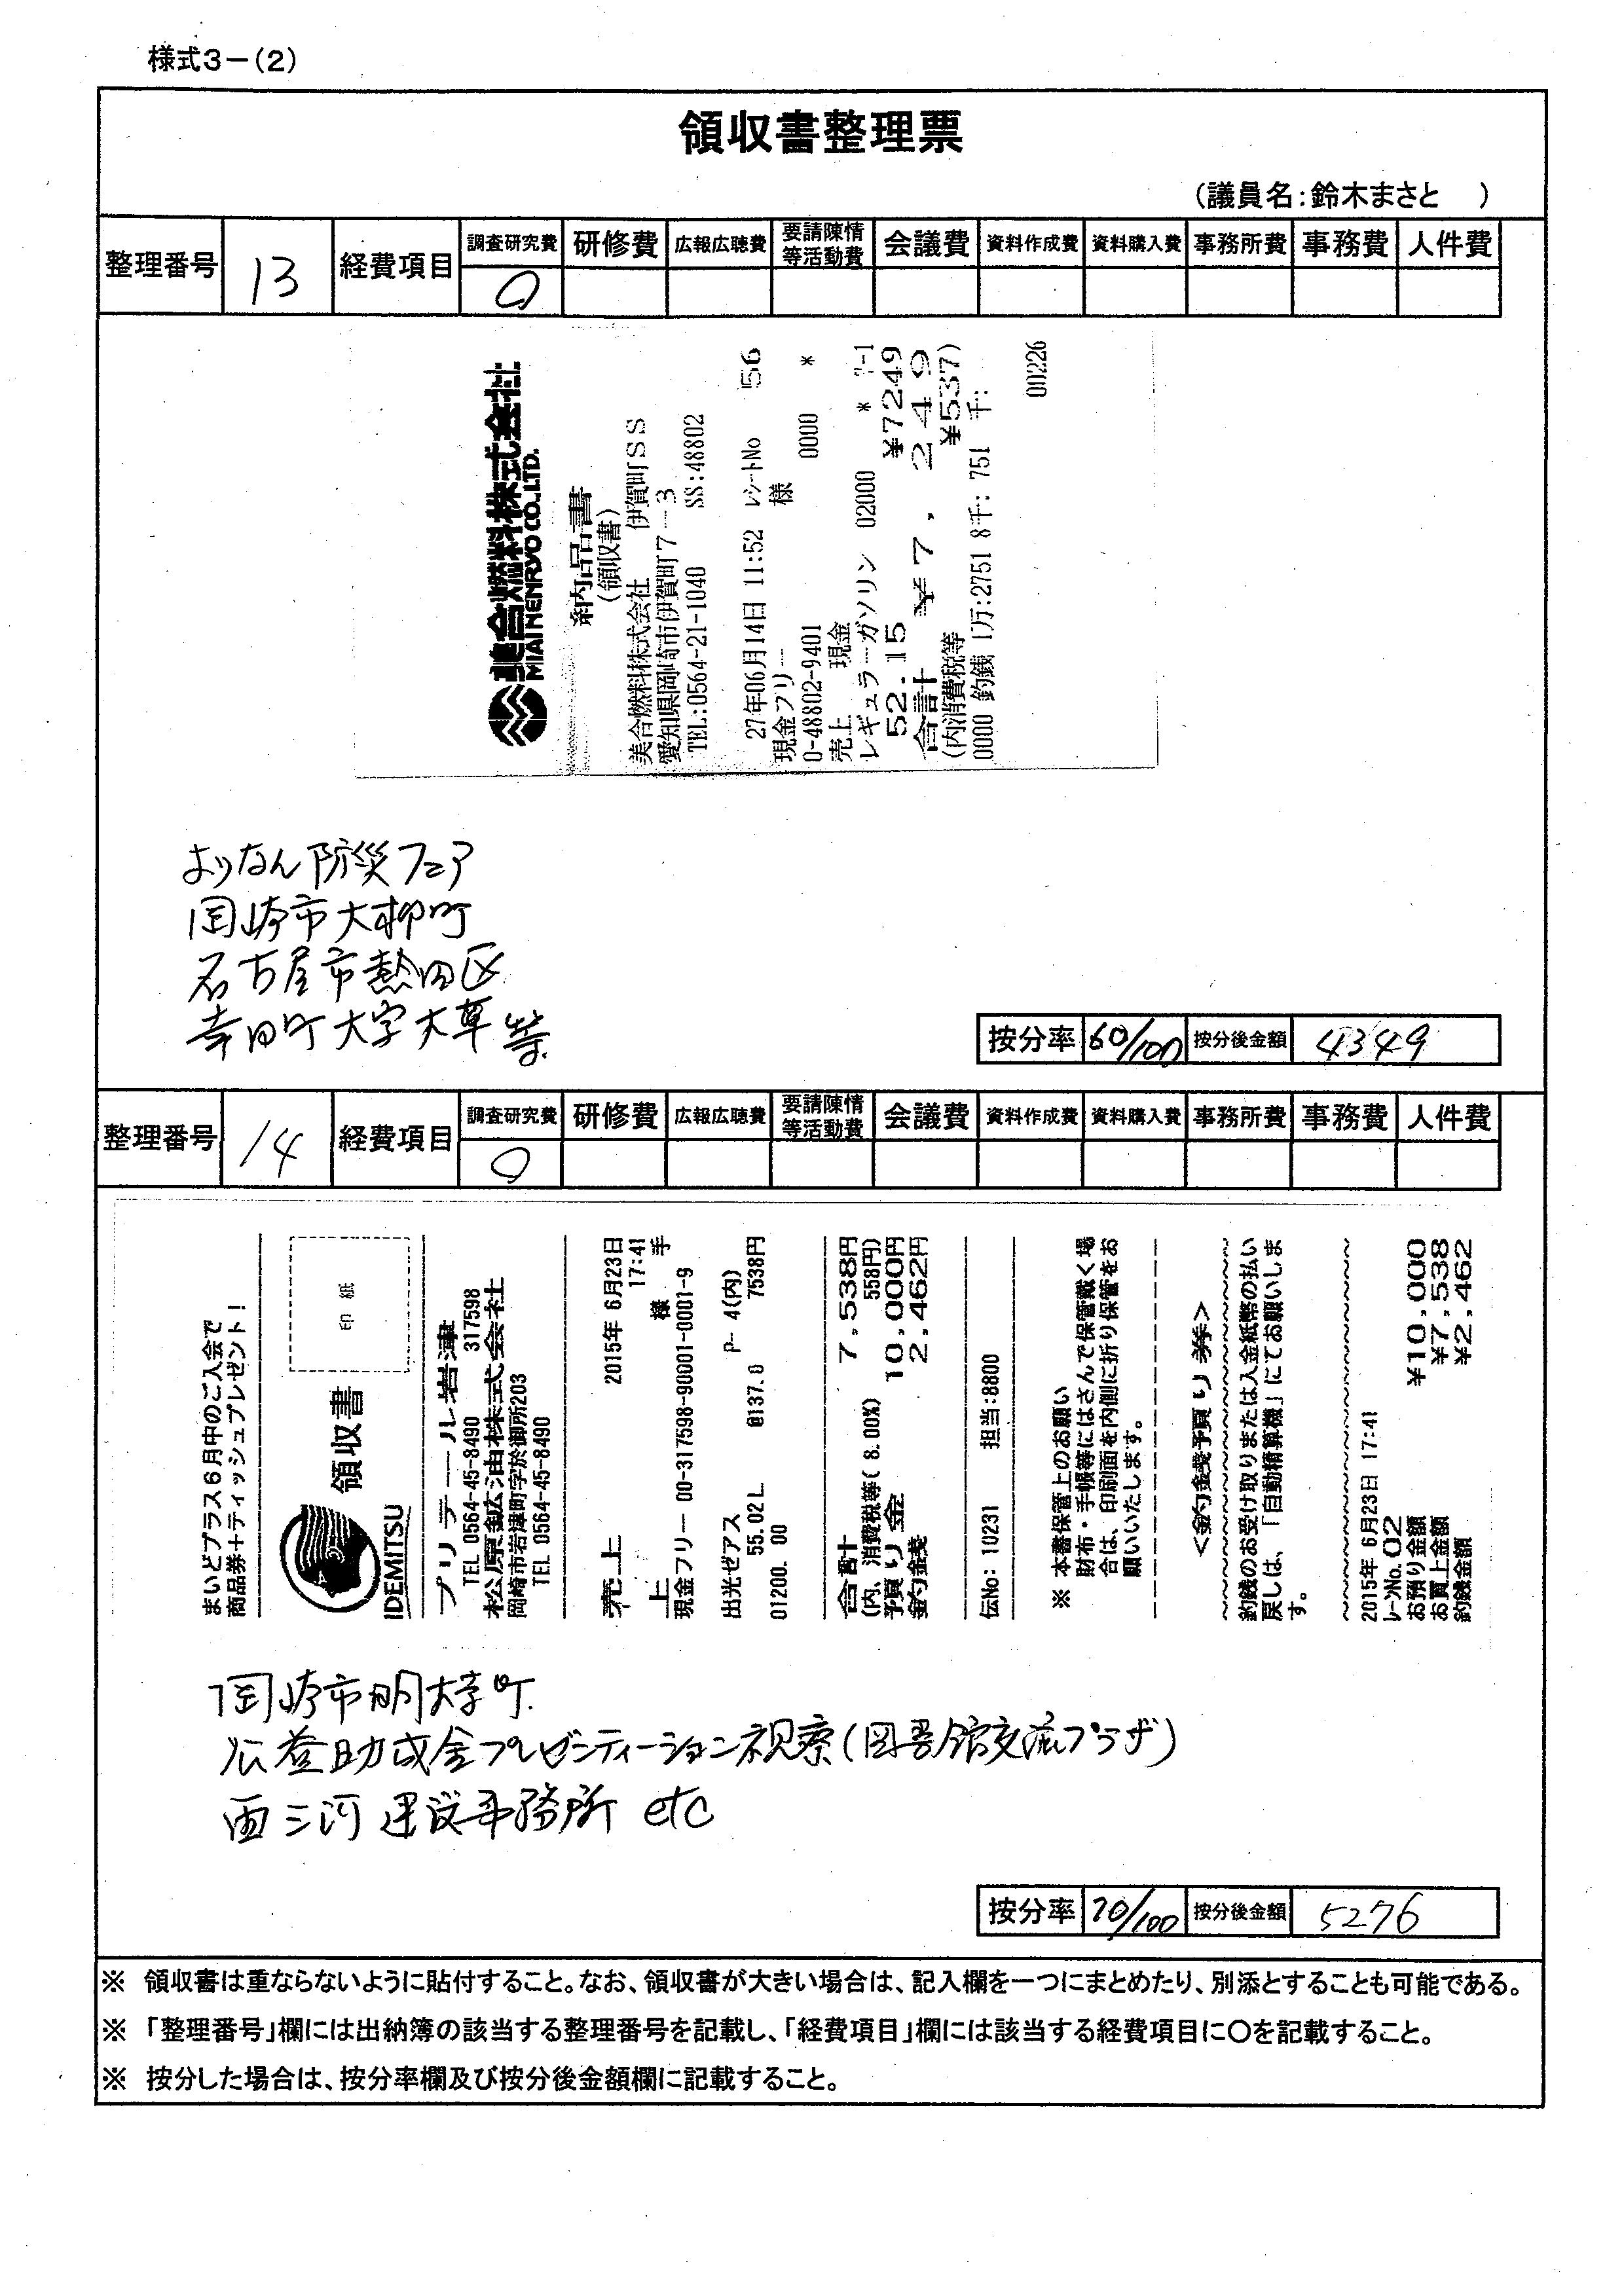 様式3－(2)
領収書整理票
(議員名:鈴木まさと　)
整理番号 13 経費項目 調査研究費 研修費 広報広聴費 要請陳情等活動費 会議費 資料作成費 資料購入費 事務所費 事務費 人件費
○
美合燃料株式会社
MIAI NENRYO CO.,LTD.
納品書
(領収書)
美合燃料株式会社 伊賀町SS
愛知県岡崎市伊賀町7-3
TEL:0564-21-1040 SS:48802
27年06月14日 11:52 レシートNo 56
現金フリー 様
0-48802-9401 0000 *
売上 現金
レギュラーガソリン 02000 * 7-1
52.15 ¥7249
合計 ¥7,249
(内消費税等 ¥537)
0000 釣銭 1万:2751 8千: 751 千:
00226
おかなん防災フェア
岡崎市大柳町
名古屋市熱田区
幸田町大字大草 等
按分率 60/100 按分後金額 4349
整理番号 14 経費項目 調査研究費 研修費 広報広聴費 要請陳情等活動費 会議費 資料作成費 資料購入費 事務所費 事務費 人件費
○
まいどプラス6月中のご入会で
商品券＋ティッシュプレゼント！
IDEMITSU 領収書 印紙
プリテール岩津
TEL 0564-45-8490 317598
松原鉱油株式会社
岡崎市岩津町字於御所203
TEL 0564-45-8490
売上 2015年 6月23日
17:41
上 様 手
現金フリー 00-317598-90001-0001-9
出光ゼアス P- 4(内)
55.02L @137.0 7538円
01200. 00
合計 7,538円
(内、消費税等( 8.00%) 558円)
預り金 10,000円
釣銭 2,462円
伝No: 10231 担当:8800
※ 本書保管上のお願い
財布・手帳等にはさんで保管戴く場
合は、印刷面を内側に折り保管をお
願いいたします。
<釣銭預り券>
釣銭のお受け取りまたは入金紙幣の払い
戻しは、「自動精算機」にてお願いしま
す。
2015年 6月23日 17:41
レーンNo.02
お預り金額 ¥10,000
お買上金額 ¥7,538
釣銭金額 ¥2,462
岡崎市明大寺町
公益助成金プレゼンティーション視察(図書館交流プラザ)
西三河建設事務所 etc
按分率 70/100 按分後金額 5276
※ 領収書は重ならないように貼付すること。なお、領収書が大きい場合は、記入欄を一つにまとめたり、別添とすることも可能である。
※ 「整理番号」欄には出納簿の該当する整理番号を記載し、「経費項目」欄には該当する経費項目に○を記載すること。
※ 按分した場合は、按分率欄及び按分後金額欄に記載すること。